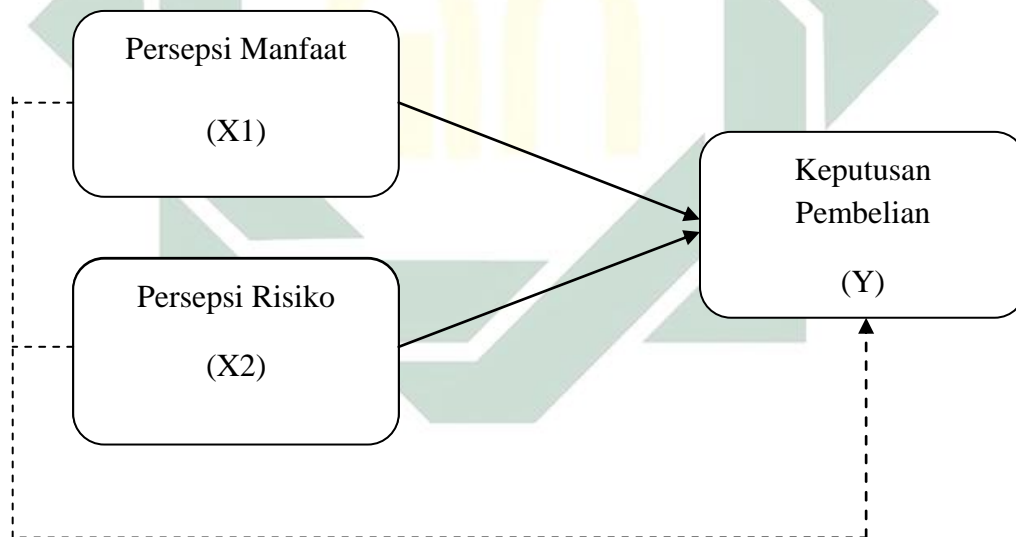 Persepsi Manfaat
(X1)
Persepsi Risiko
(X2)
Keputusan
Pembelian
(Y)